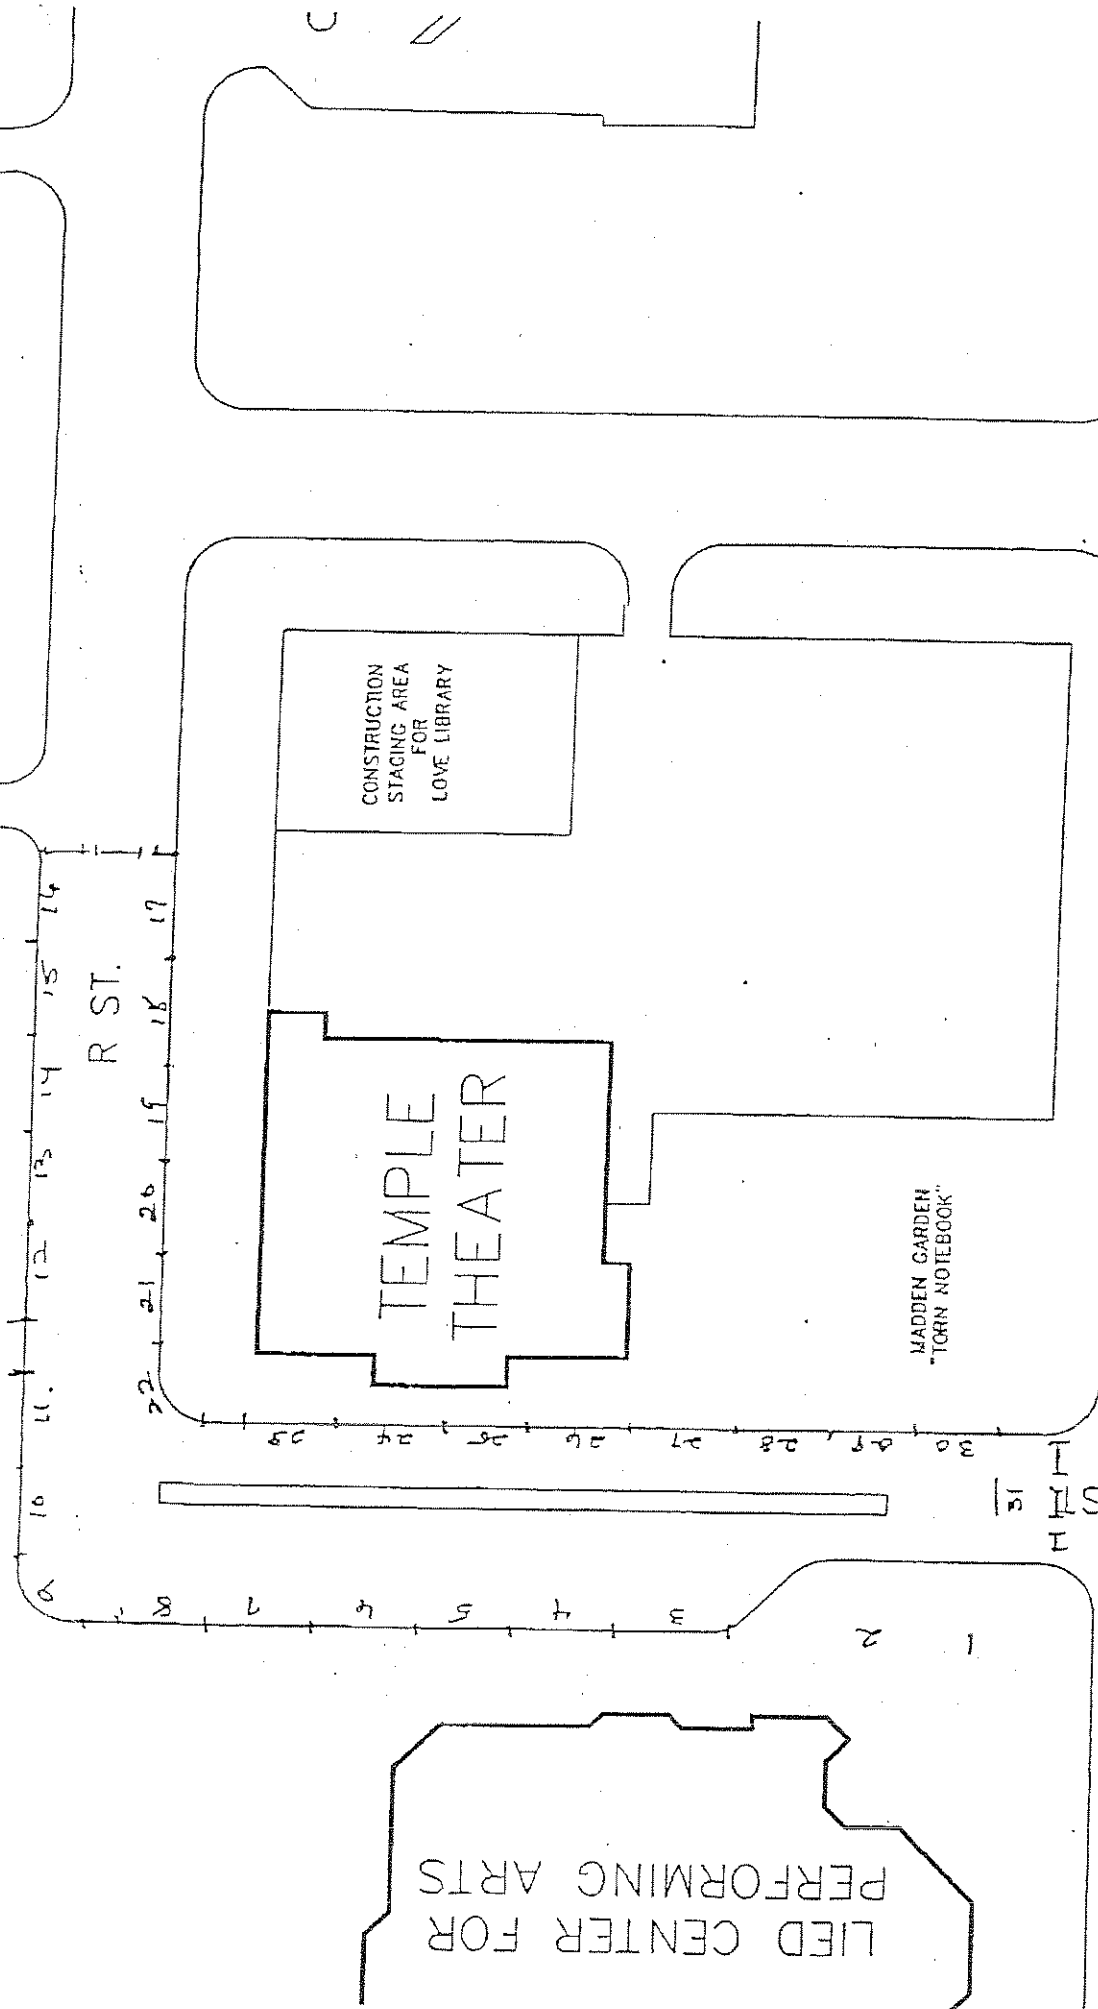 R ST.
CONSTRUCTION
STAGING AREA
FOR
LOVE LIBRARY
TEMPLE
THEATER
MADDEN GARDEN
"TORN NOTEBOOK"
LIED CENTER FOR
PERFORMING ARTS
1
2
3
4
5
6
7
8
9
10
11.
12
13
14
15
16
17
18
19
20
21
22
23
24
25
26
27
28
29
30
31